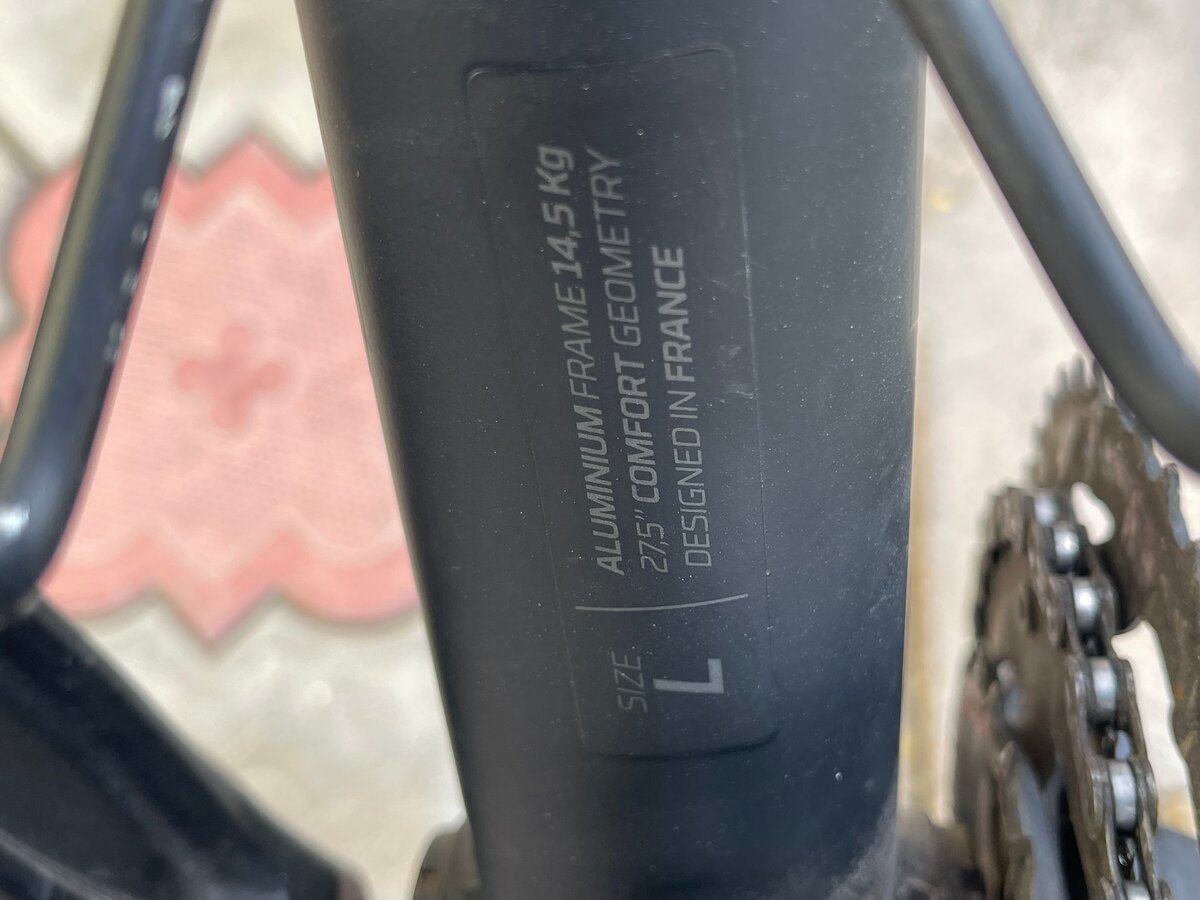 SIZE
L
ALUMINIUM FRAME 14,5 Kg
27,5” COMFORT GEOMETRY
DESIGNED IN FRANCE